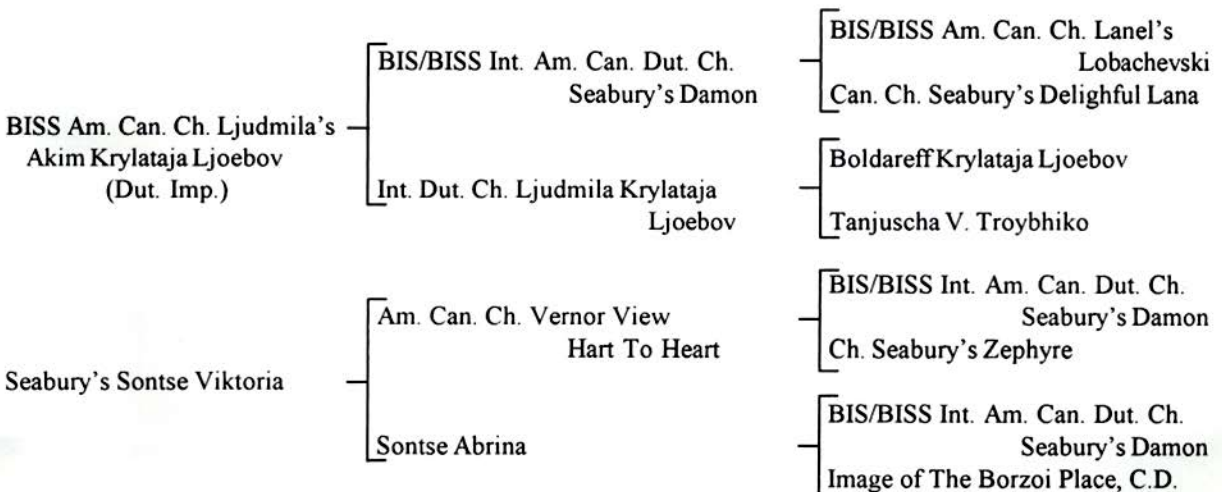 BISS Am. Can. Ch. Ljudmila's
Akim Krylataja Ljoebov
(Dut. Imp.)
BIS/BISS Int. Am. Can. Dut. Ch.
Seabury's Damon
BIS/BISS Am. Can. Ch. Lanel's
Lobachevski
Can. Ch. Seabury's Delighful Lana
Int. Dut. Ch. Ljudmila Krylataja
Ljoebov
Boldareff Krylataja Ljoebov
Tanjuscha V. Troybhiko
Seabury's Sontse Viktoria
Am. Can. Ch. Vernor View
Hart To Heart
BIS/BISS Int. Am. Can. Dut. Ch.
Seabury's Damon
Ch. Seabury's Zephyre
Sontse Abrina
BIS/BISS Int. Am. Can. Dut. Ch.
Seabury's Damon
Image of The Borzoi Place, C.D.